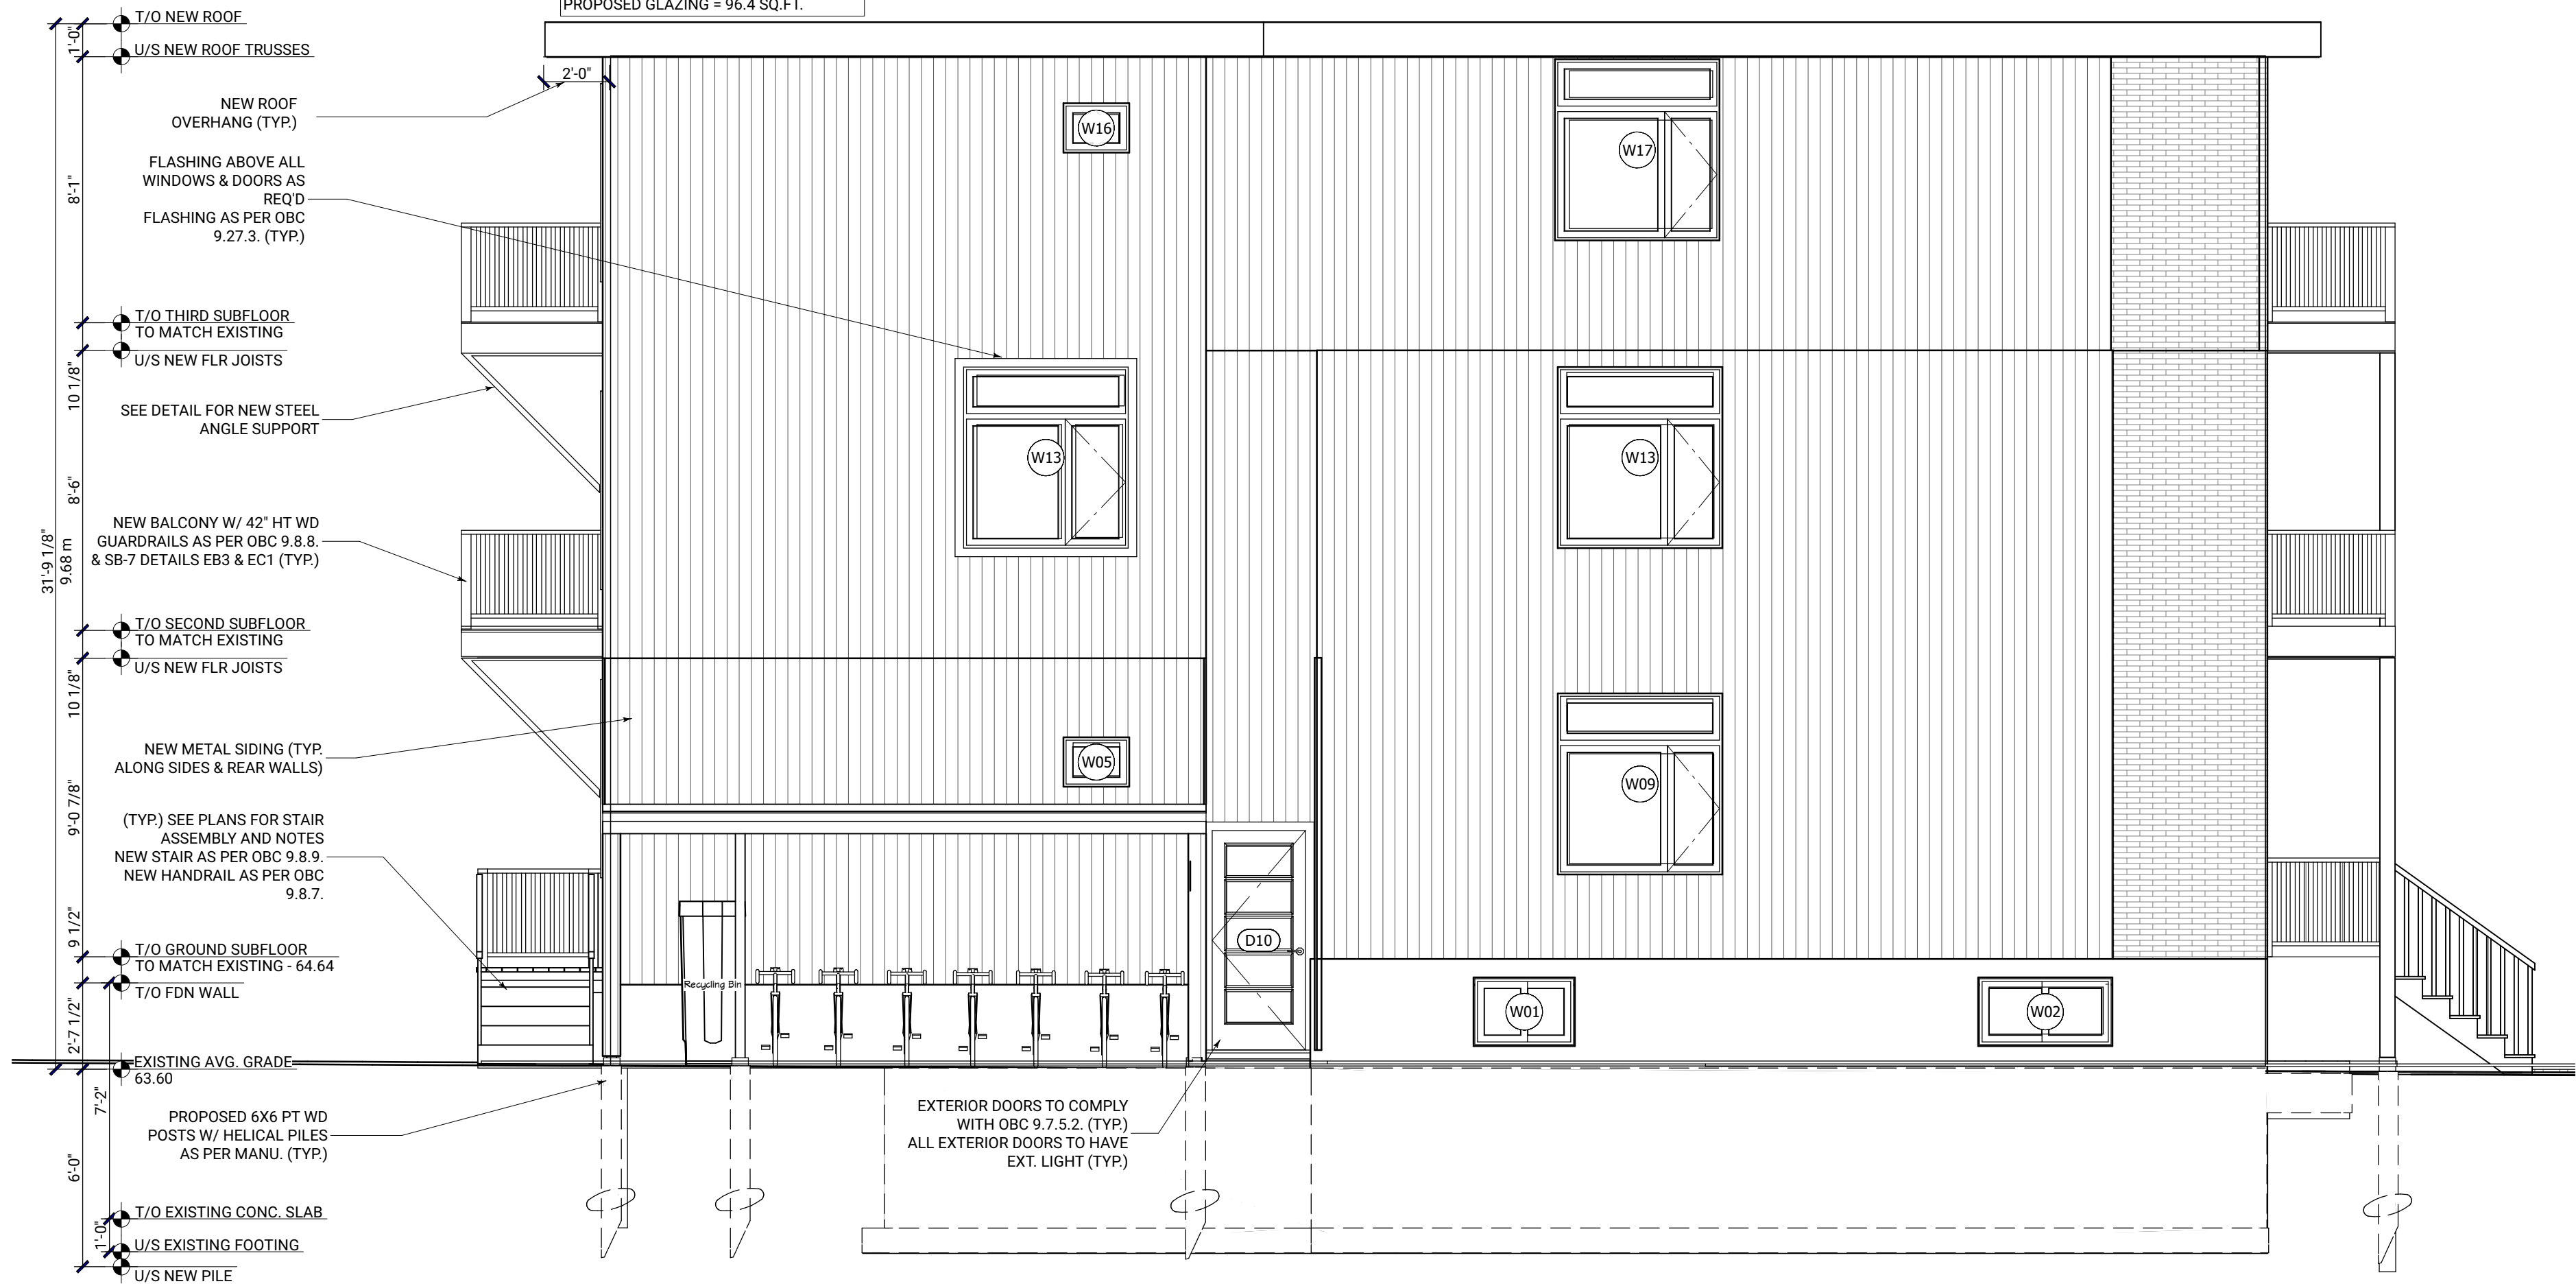 PROPOSED GLAZING = 96.4 SQ.FT.
T/O NEW ROOF
1'-0"
U/S NEW ROOF TRUSSES
2'-0"
NEW ROOF
OVERHANG (TYP.)
FLASHING ABOVE ALL
WINDOWS & DOORS AS
REQ'D
FLASHING AS PER OBC
9.27.3. (TYP.)
8'-1"
W16
W17
T/O THIRD SUBFLOOR
TO MATCH EXISTING
U/S NEW FLR JOISTS
10 1/8"
SEE DETAIL FOR NEW STEEL
ANGLE SUPPORT
W13
W13
8'-6"
31'-9 1/8"
9.68 m
NEW BALCONY W/ 42" HT WD
GUARDRAILS AS PER OBC 9.8.8.
& SB-7 DETAILS EB3 & EC1 (TYP.)
T/O SECOND SUBFLOOR
TO MATCH EXISTING
U/S NEW FLR JOISTS
10 1/8"
NEW METAL SIDING (TYP.
ALONG SIDES & REAR WALLS)
W05
W09
9'-0 7/8"
(TYP.) SEE PLANS FOR STAIR
ASSEMBLY AND NOTES
NEW STAIR AS PER OBC 9.8.9.
NEW HANDRAIL AS PER OBC
9.8.7.
9 1/2"
T/O GROUND SUBFLOOR
TO MATCH EXISTING - 64.64
T/O FDN WALL
D10
Recycling Bin
W01
W02
2'-7 1/2"
EXISTING AVG. GRADE
63.60
7'-2"
PROPOSED 6X6 PT WD
POSTS W/ HELICAL PILES
AS PER MANU. (TYP.)
EXTERIOR DOORS TO COMPLY
WITH OBC 9.7.5.2. (TYP.)
ALL EXTERIOR DOORS TO HAVE
EXT. LIGHT (TYP.)
6'-0"
T/O EXISTING CONC. SLAB
1'-0"
U/S EXISTING FOOTING
U/S NEW PILE